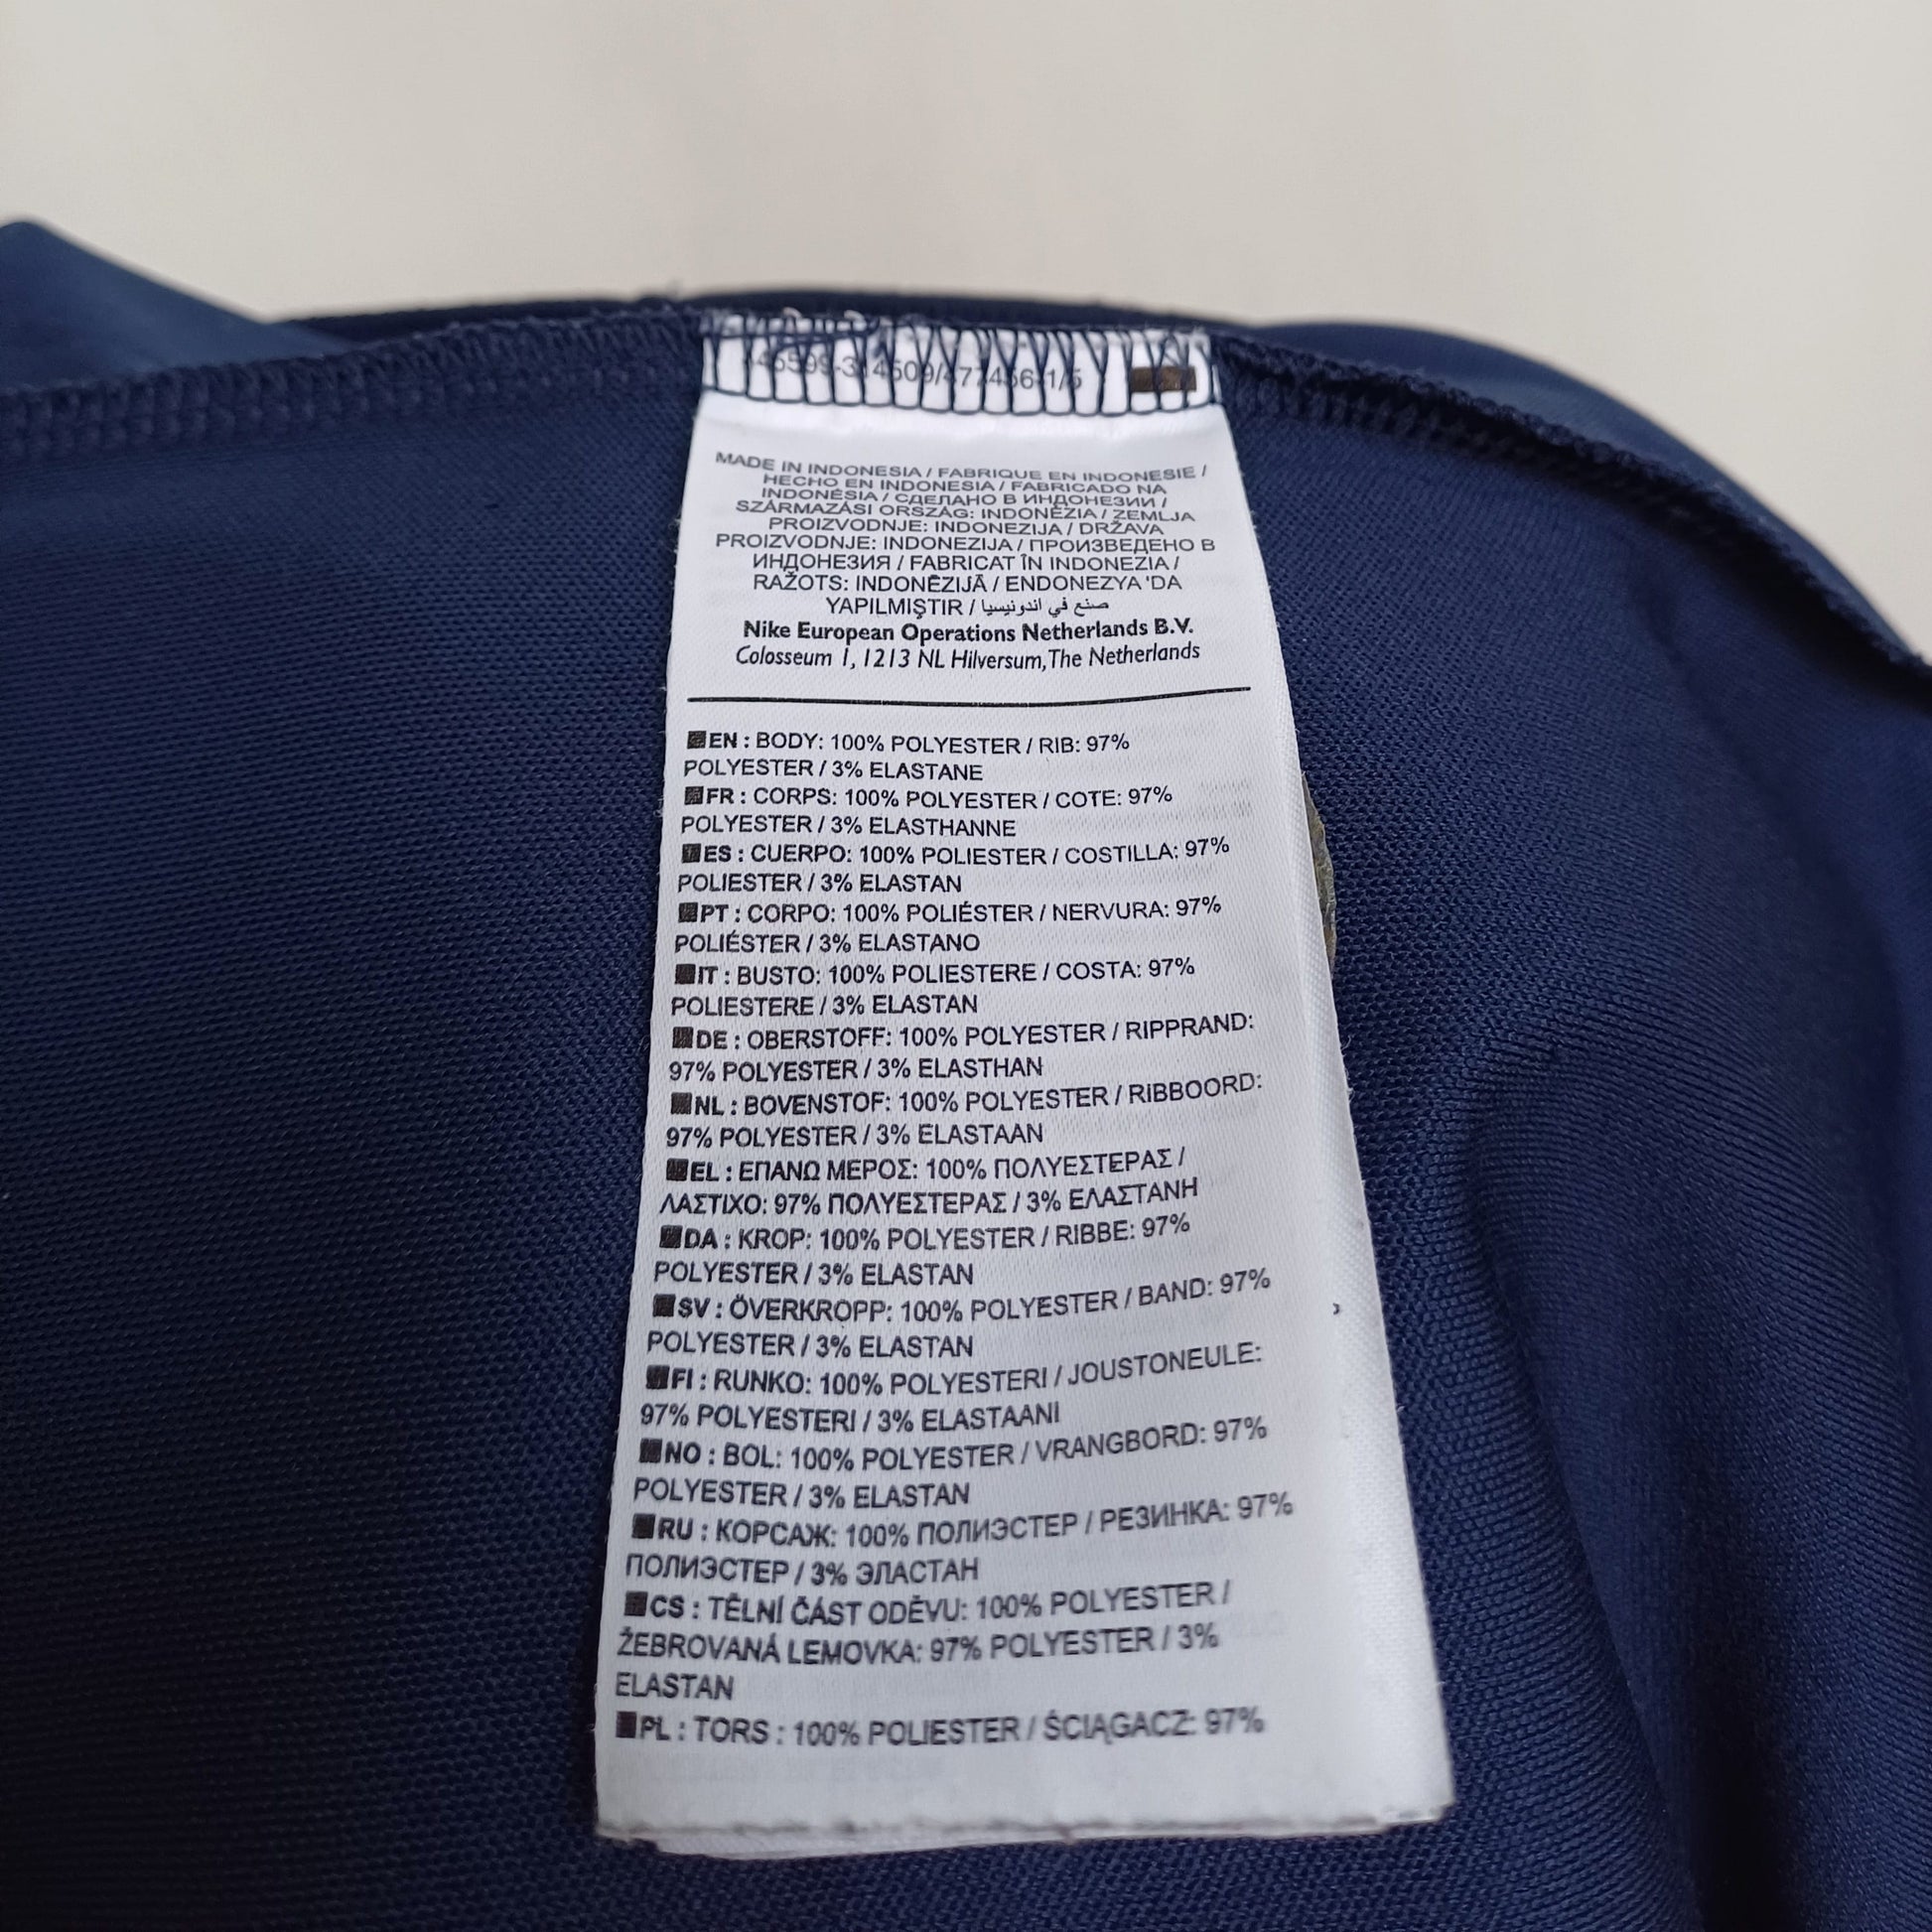 MADE IN INDONESIA / FABRIQUE EN INDONESIE /
HECHO EN INDONESIA / FABRICADO NA
INDONÉSIA / СДЕЛАНО В ИНДОНЕЗИИ /
SZÁRMAZÁSI ORSZÁG: INDONÉZIA / ZEMLJA
PROIZVODNJE: INDONEZIJA / DRŽAVA
PROIZVODNJE: INDONEZIJA / ПРОИЗВЕДЕНО В
ИНДОНЕЗИЯ / FABRICAT ÎN INDONEZIA /
RAŽOTS: INDONĒZIJĀ / ENDONEZYA 'DA
YAPILMIŞTIR / صنع في اندونيسيا
Nike European Operations Netherlands B.V.
Colosseum 1, 1213 NL Hilversum, The Netherlands
EN : BODY: 100% POLYESTER / RIB: 97%
POLYESTER / 3% ELASTANE
FR : CORPS: 100% POLYESTER / COTE: 97%
POLYESTER / 3% ELASTHANNE
ES : CUERPO: 100% POLIESTER / COSTILLA: 97%
POLIESTER / 3% ELASTAN
PT : CORPO: 100% POLIÉSTER / NERVURA: 97%
POLIÉSTER / 3% ELASTANO
IT : BUSTO: 100% POLIESTERE / COSTA: 97%
POLIESTERE / 3% ELASTAN
DE : OBERSTOFF: 100% POLYESTER / RIPPRAND:
97% POLYESTER / 3% ELASTHAN
NL : BOVENSTOF: 100% POLYESTER / RIBBOORD:
97% POLYESTER / 3% ELASTAAN
EL : ΕΠΑΝΩ ΜΕΡΟΣ: 100% ΠΟΛΥΕΣΤΕΡΑΣ /
ΛΑΣΤΙΧΟ: 97% ΠΟΛΥΕΣΤΕΡΑΣ / 3% ΕΛΑΣΤΑΝΗ
DA : KROP: 100% POLYESTER / RIBBE: 97%
POLYESTER / 3% ELASTAN
SV : ÖVERKROPP: 100% POLYESTER / BAND: 97%
POLYESTER / 3% ELASTAN
FI : RUNKO: 100% POLYESTERI / JOUSTONEULE:
97% POLYESTERI / 3% ELASTAANI
NO : BOL: 100% POLYESTER / VRANGBORD: 97%
POLYESTER / 3% ELASTAN
RU : КОРСАЖ: 100% ПОЛИЭСТЕР / РЕЗИНКА: 97%
ПОЛИЭСТЕР / 3% ЭЛАСТАН
CS : TĚLNÍ ČÁST ODĚVU: 100% POLYESTER /
ŽEBROVANÁ LEMOVKA: 97% POLYESTER / 3%
ELASTAN
PL : TORS : 100% POLIESTER / ŚCIĄGACZ: 97%